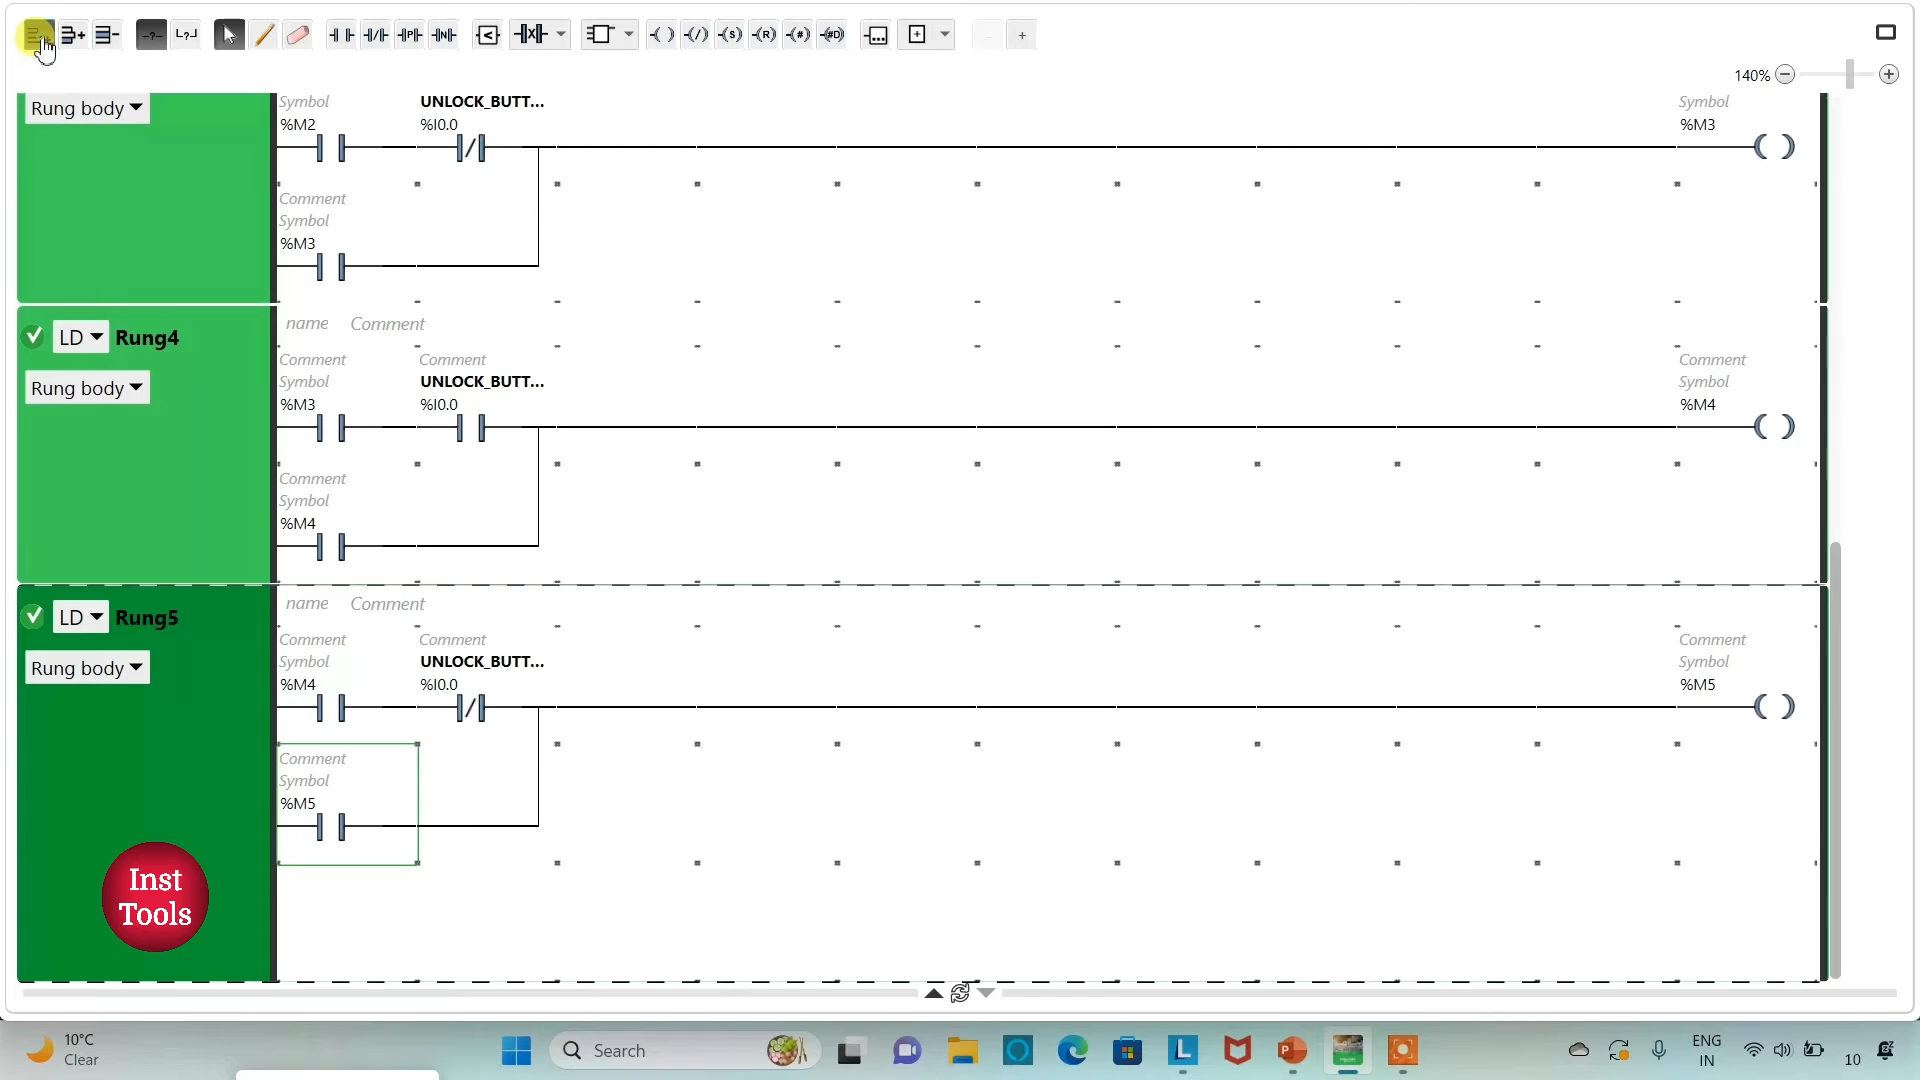 140%
Rung body
Symbol
%M2
UNLOCK_BUTT...
%I0.0
Symbol
%M3
Comment
Symbol
%M3
LD Rung4
name Comment
Rung body
Comment
Symbol
%M3
Comment
UNLOCK_BUTT...
%I0.0
Comment
Symbol
%M4
Comment
Symbol
%M4
LD Rung5
name Comment
Rung body
Comment
Symbol
%M4
Comment
UNLOCK_BUTT...
%I0.0
Comment
Symbol
%M5
Comment
Symbol
%M5
Inst
Tools
10°C
Clear
Search
ENG
IN
10